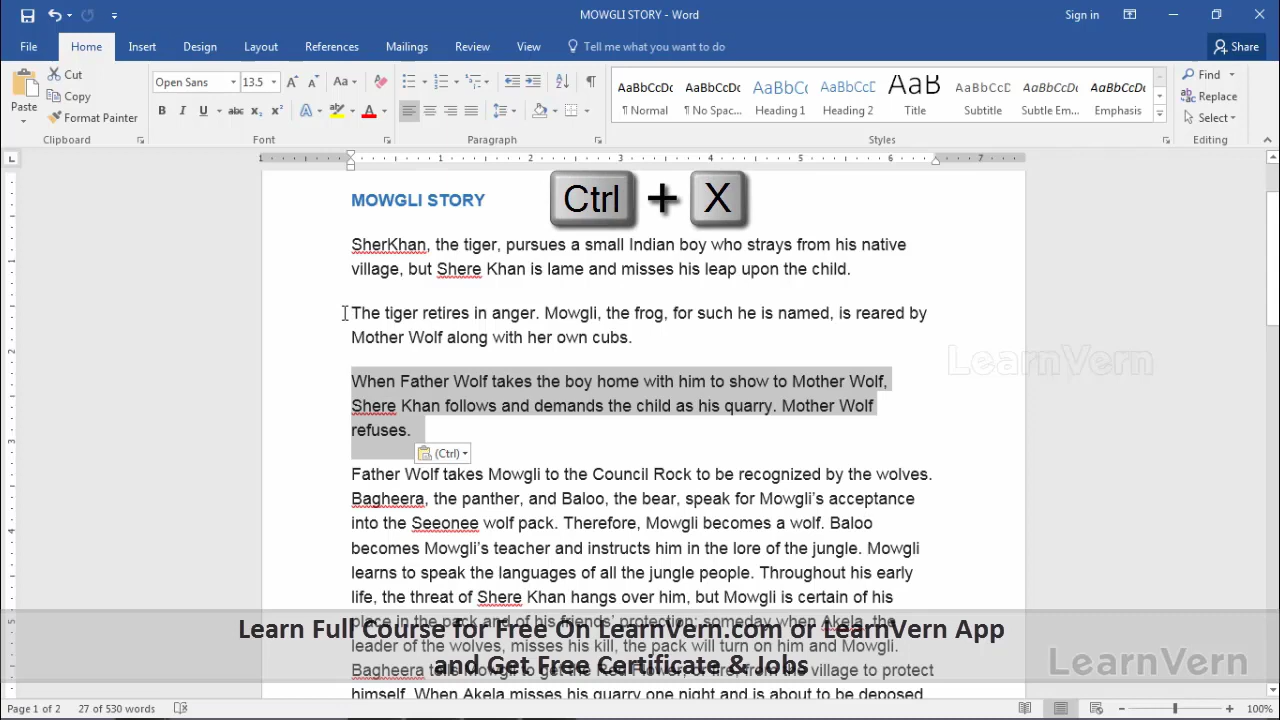 MOWGLI STORY - Word
Sign in
File Home Insert Design Layout References Mailings Review View Tell me what you want to do Share
Paste
Cut
Copy
Format Painter
Clipboard
Open Sans 13.5 Aa
B I U abc x₂ x² A A
Font
Paragraph
AaBbCcDc AaBbCcDc AaBbCc AaBbCcD AaB AaBbCcD AaBbCcDc AaBbCcDc
¶ Normal ¶ No Spac... Heading 1 Heading 2 Title Subtitle Subtle Em... Emphasis
Styles
Find
Replace
Select
Editing
1 1 2 3 4 5 6 7
Ctrl + X
MOWGLI STORY
SherKhan, the tiger, pursues a small Indian boy who strays from his native
village, but Shere Khan is lame and misses his leap upon the child.
The tiger retires in anger. Mowgli, the frog, for such he is named, is reared by
Mother Wolf along with her own cubs.
LearnVern
When Father Wolf takes the boy home with him to show to Mother Wolf,
Shere Khan follows and demands the child as his quarry. Mother Wolf
refuses.
(Ctrl)
Father Wolf takes Mowgli to the Council Rock to be recognized by the wolves.
Bagheera, the panther, and Baloo, the bear, speak for Mowgli's acceptance
into the Seeonee wolf pack. Therefore, Mowgli becomes a wolf. Baloo
becomes Mowgli's teacher and instructs him in the lore of the jungle. Mowgli
learns to speak the languages of all the jungle people. Throughout his early
life, the threat of Shere Khan hangs over him, but Mowgli is certain of his
place in the pack and of his friends' protection; someday when Akela, the
Learn Full Course for Free On LearnVern.com or LearnVern App
leader of the wolves, misses his kill, the pack will turn on him and Mowgli.
and Get Free Certificate & Jobs
LearnVern
Bagheera tells Mowgli to get the Red Flower, or fire, from the village to protect
himself. When Akela misses his quarry one night and is about to be deposed
Page 1 of 2 27 of 530 words 100%